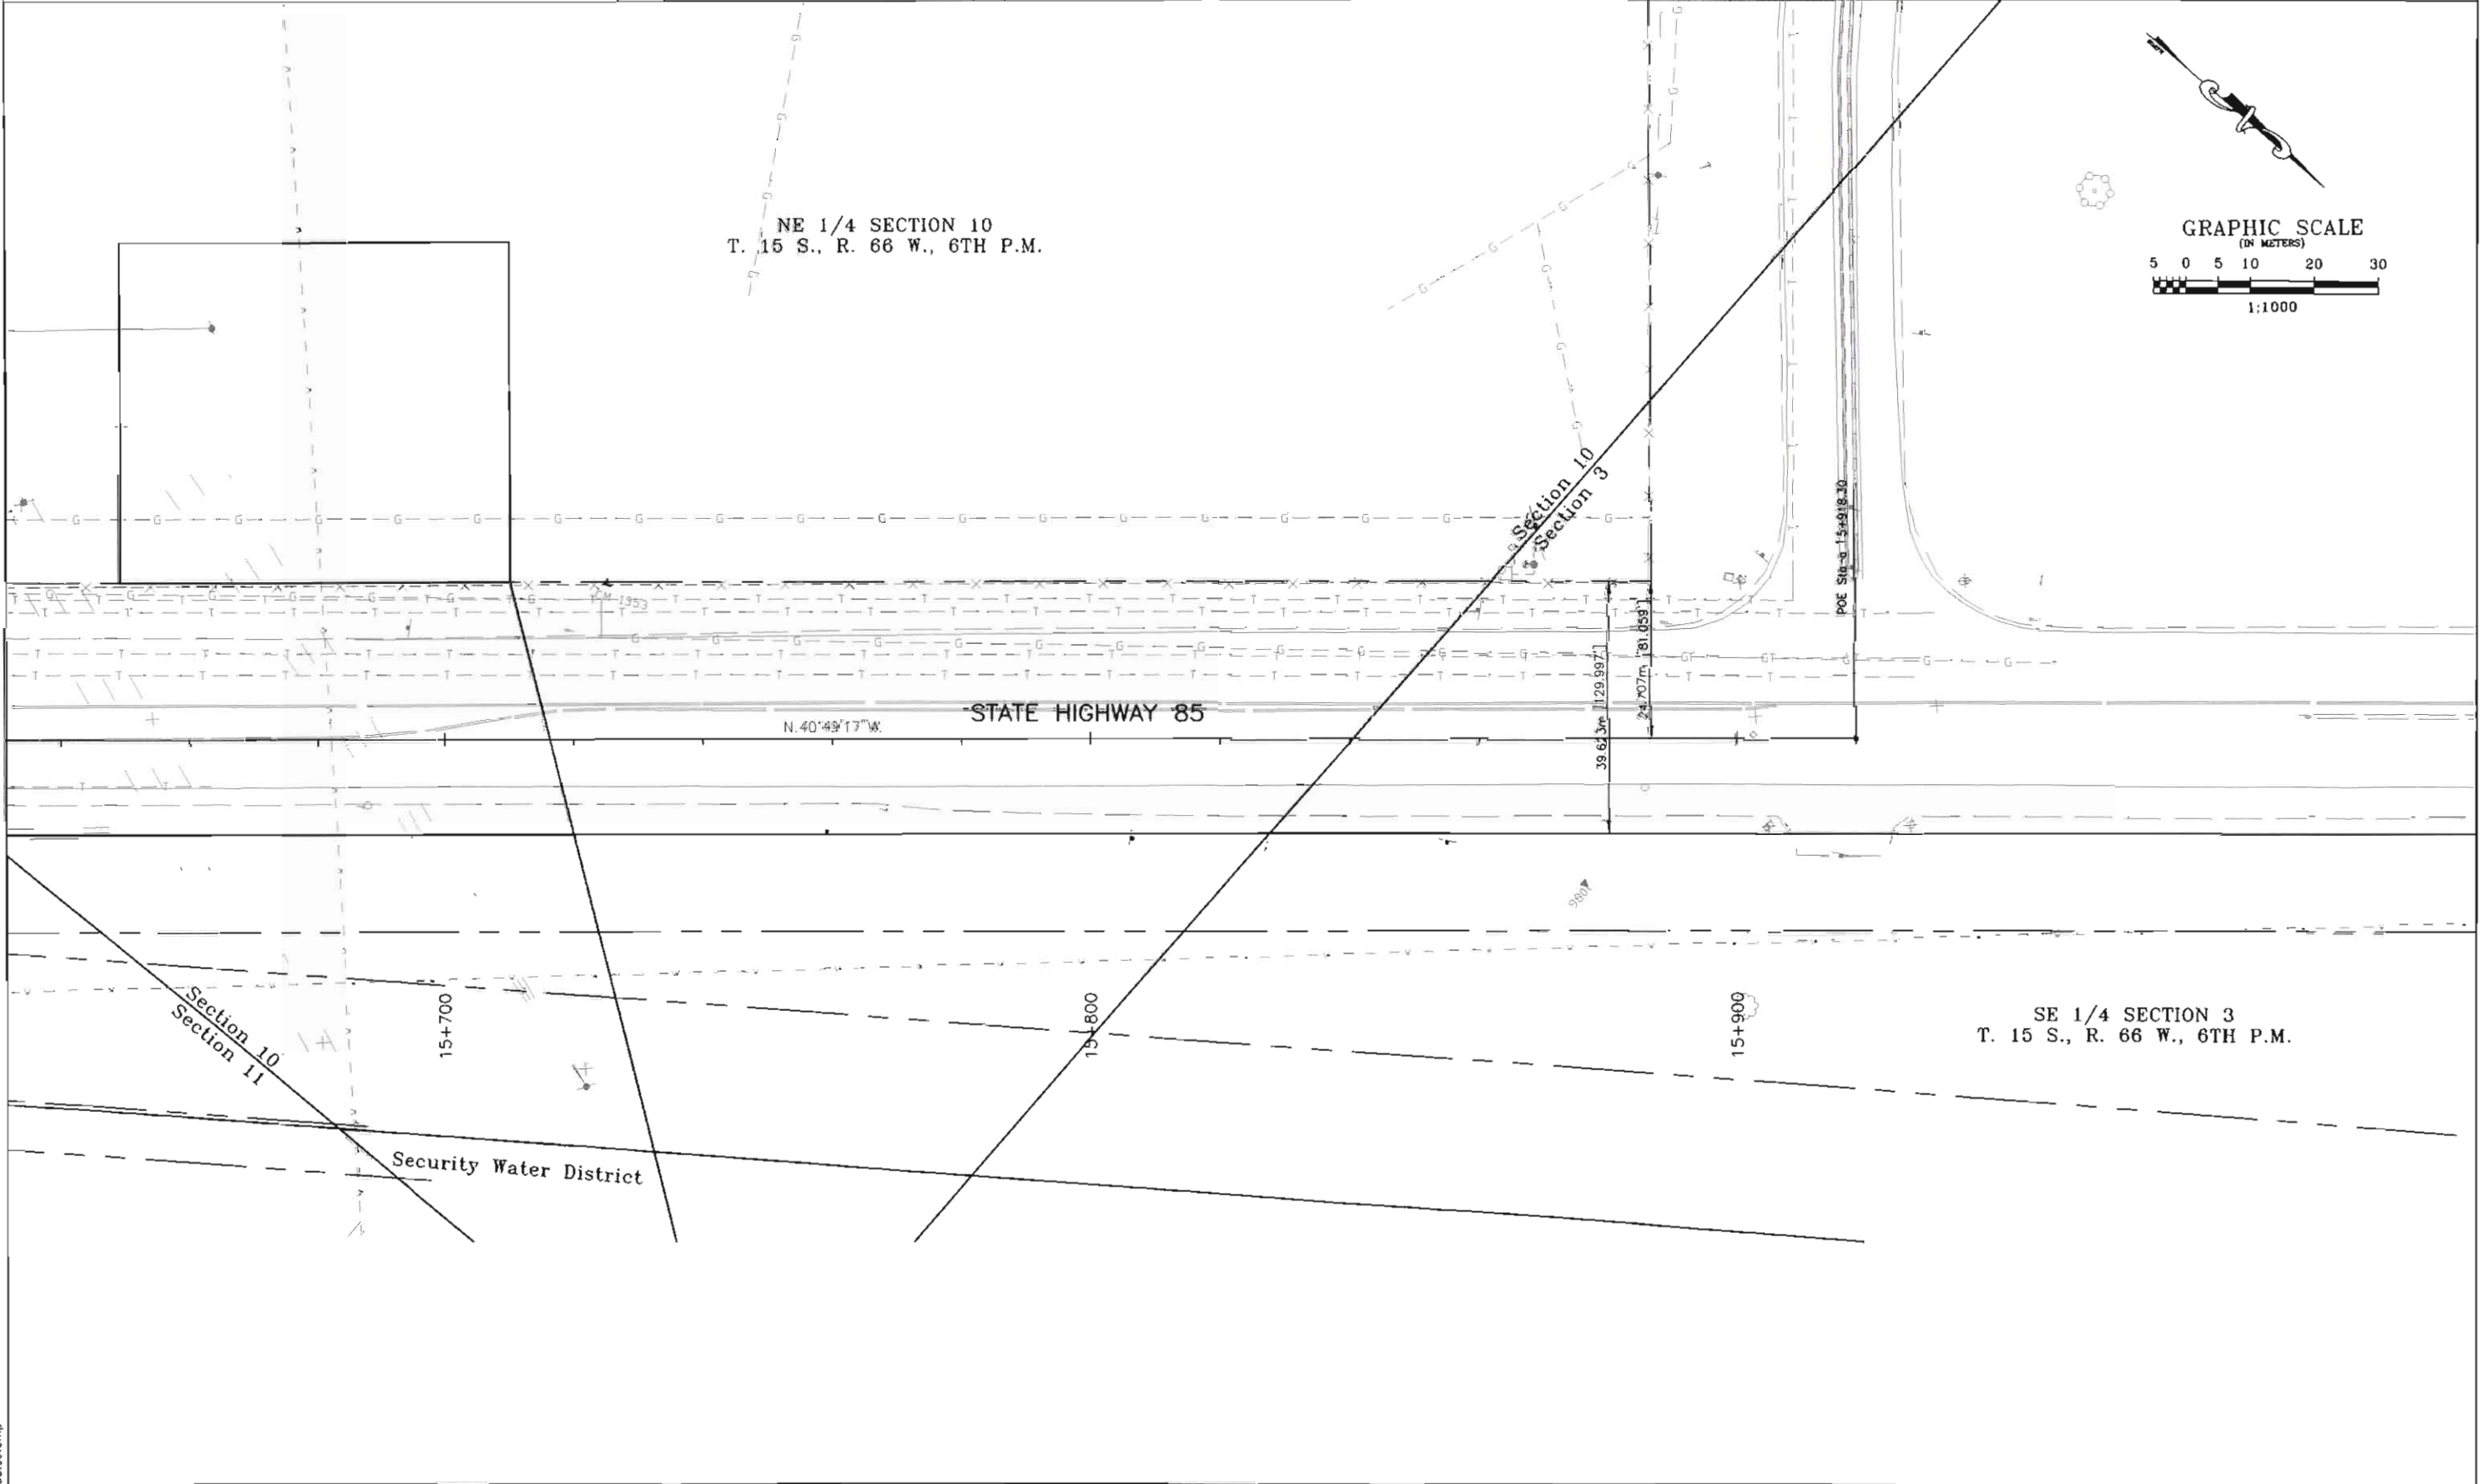 NE 1/4 SECTION 10
T. 15 S., R. 66 W., 6TH P.M.
GRAPHIC SCALE
(IN METERS)
5 0 5 10 20 30
1:1000
Section 10
Section 3
POE Sta 15+918.30
39.623m [129.997']
24.707m [81.059']
STATE HIGHWAY 85
N.40°49'17"W.
1086
15+700
15+800
15+900
Section 10
Section 11
SE 1/4 SECTION 3
T. 15 S., R. 66 W., 6TH P.M.
Security Water District